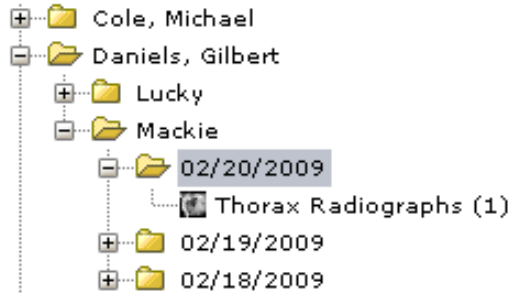 Cole, Michael
Daniels, Gilbert
Lucky
Mackie
02/20/2009
Thorax Radiographs (1)
02/19/2009
02/18/2009